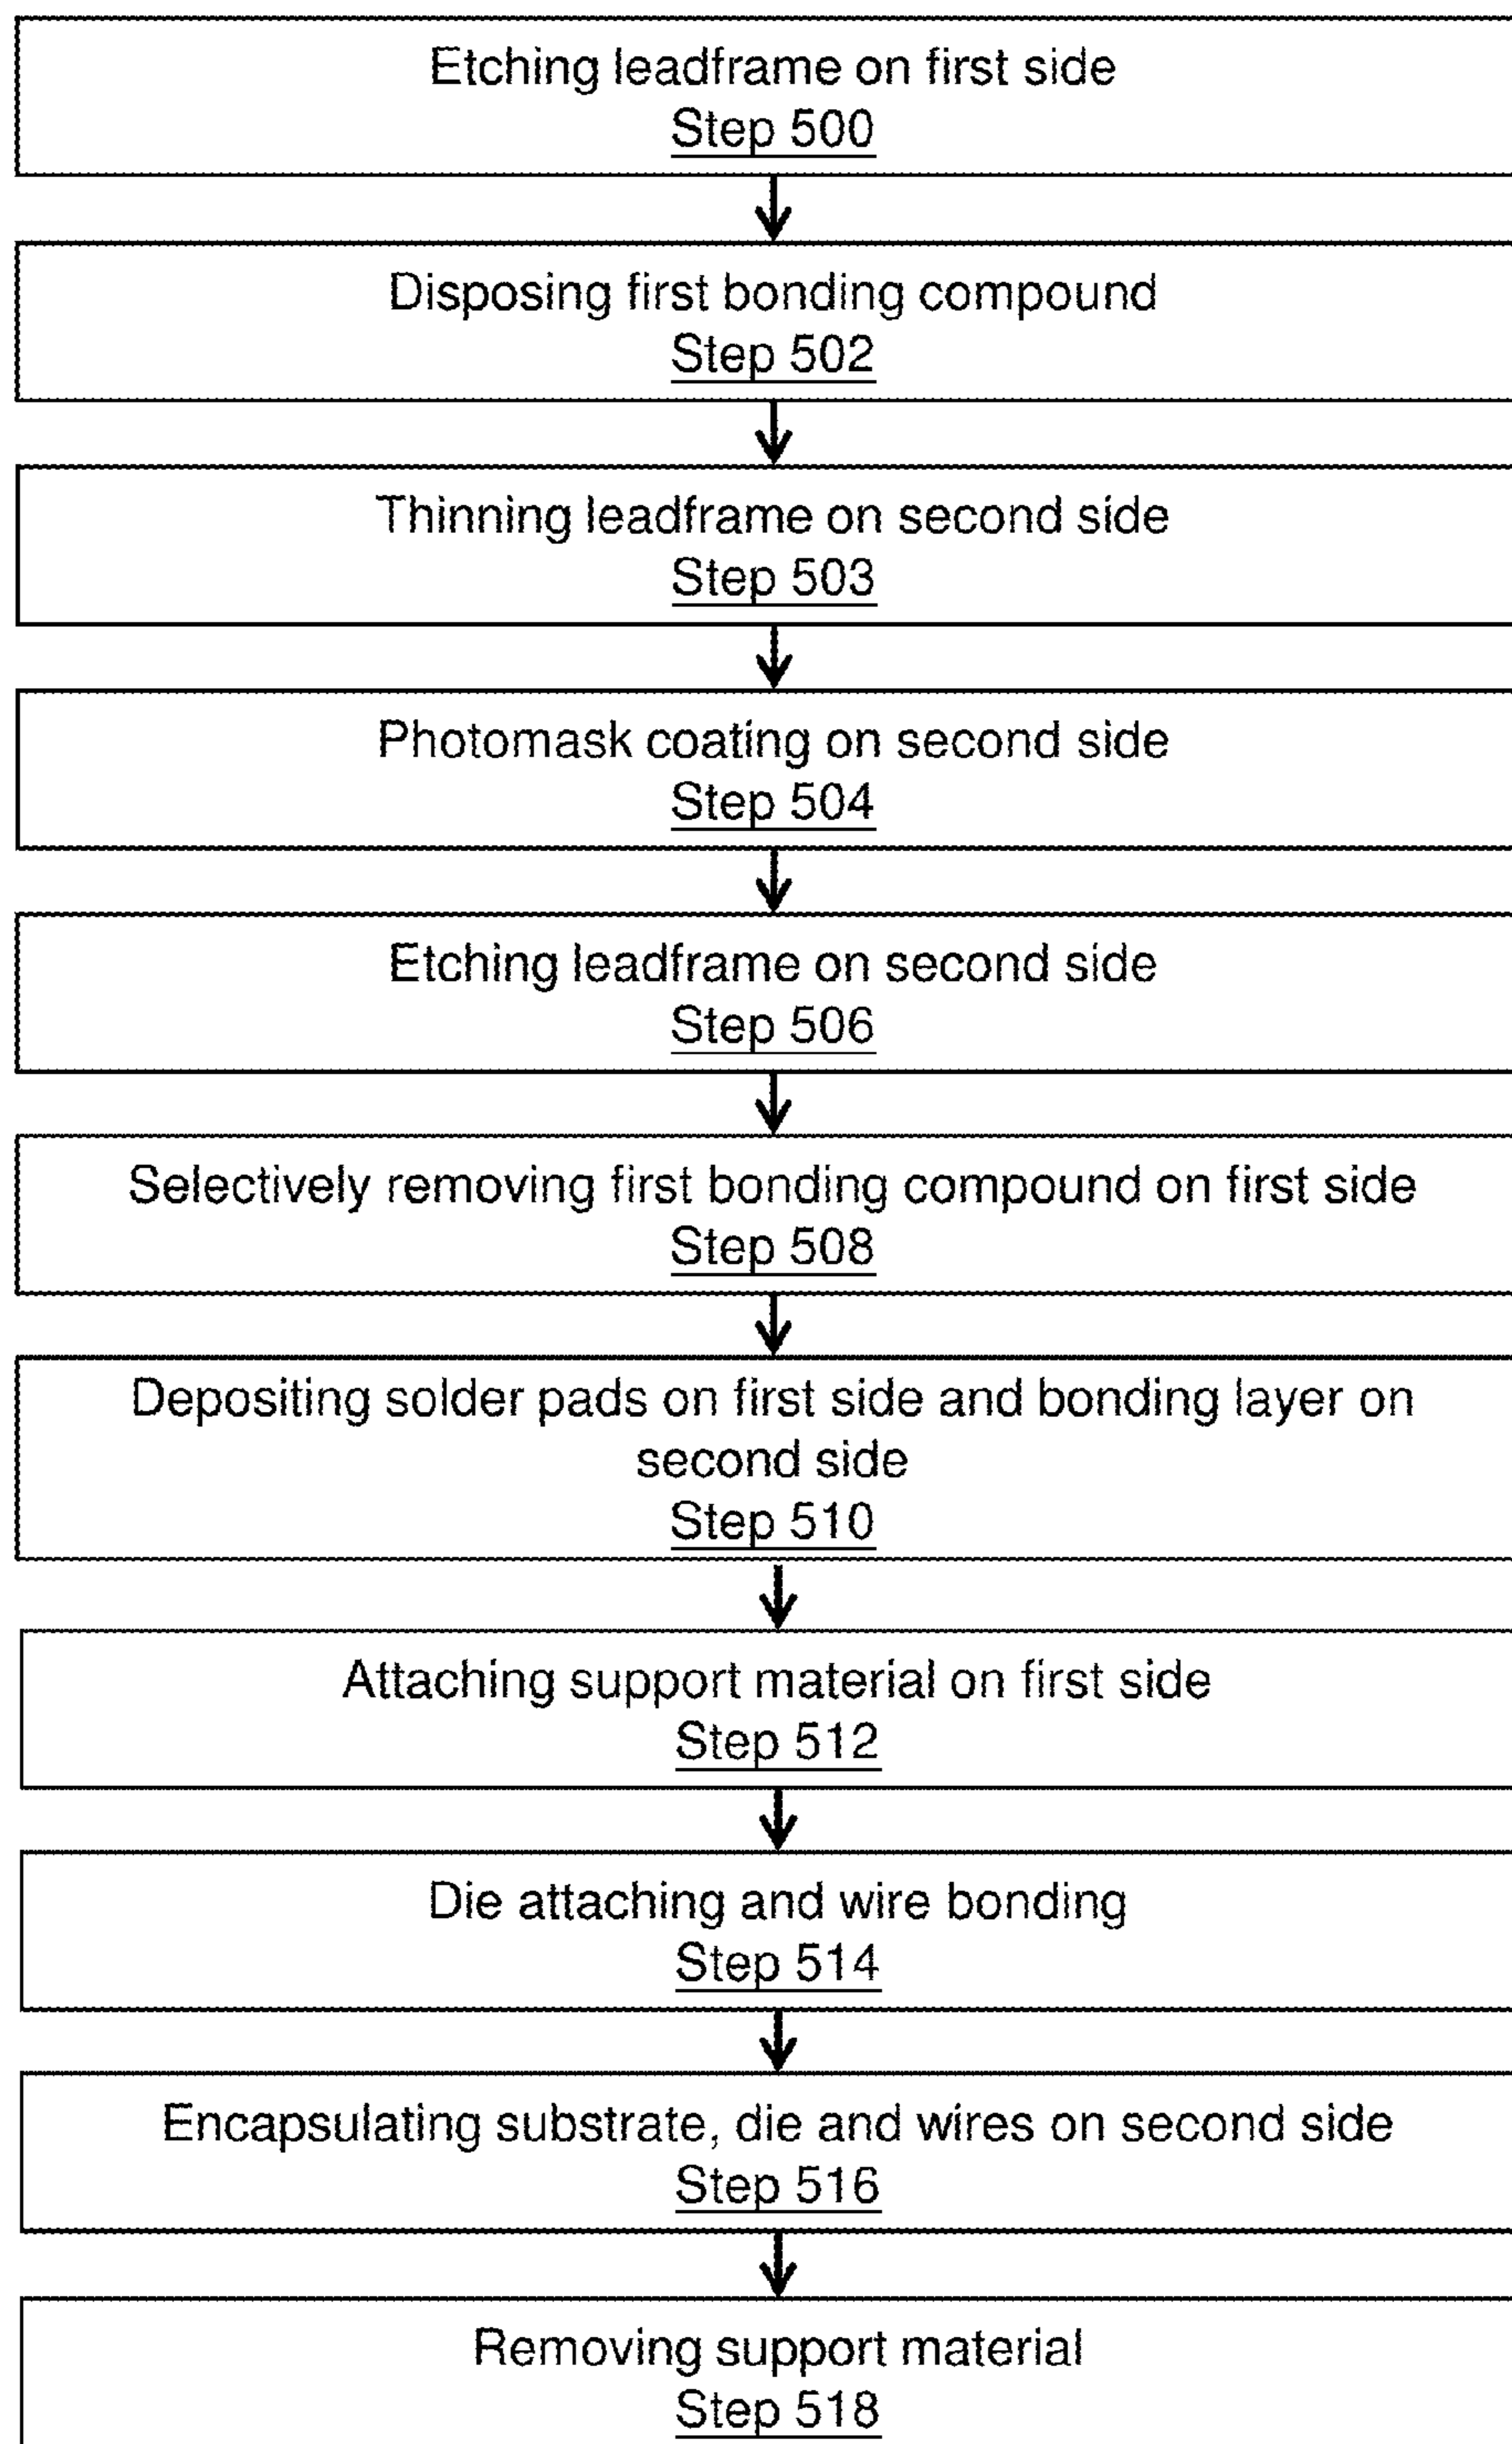 Etching leadframe on first side
Step 500
Disposing first bonding compound
Step 502
Thinning leadframe on second side
Step 503
Photomask coating on second side
Step 504
Etching leadframe on second side
Step 506
Selectively removing first bonding compound on first side
Step 508
Depositing solder pads on first side and bonding layer on
second side
Step 510
Attaching support material on first side
Step 512
Die attaching and wire bonding
Step 514
Encapsulating substrate, die and wires on second side
Step 516
Removing support material
Step 518